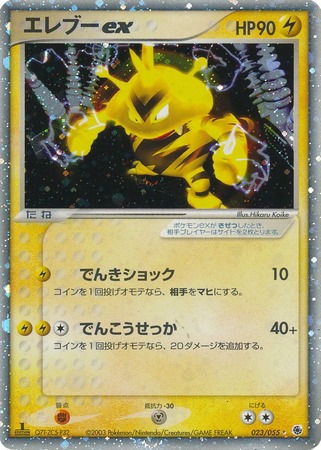 エレブーex HP90
たね Illus. Hikaru Koike
ポケモンexがきぜつしたとき、
相手プレイヤーはサイドを2枚とります。
でんきショック 10
コインを1回投げオモテなら、相手をマヒにする。
でんこうせっか 40+
コインを1回投げオモテなら、20ダメージを追加する。
弱点 抵抗力 -30 にげる
1 EDITION ©2003 Pokémon/Nintendo/Creatures/GAME FREAK 023/055